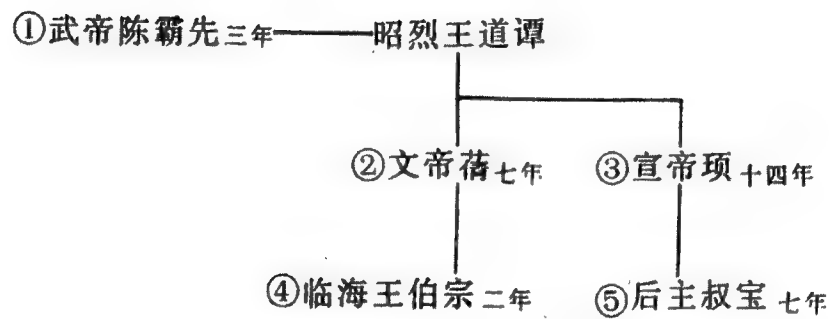 ①武帝陈霸先三年——昭烈王道谭
②文帝蒨七年 ③宣帝顼十四年
④临海王伯宗二年 ⑤后主叔宝七年